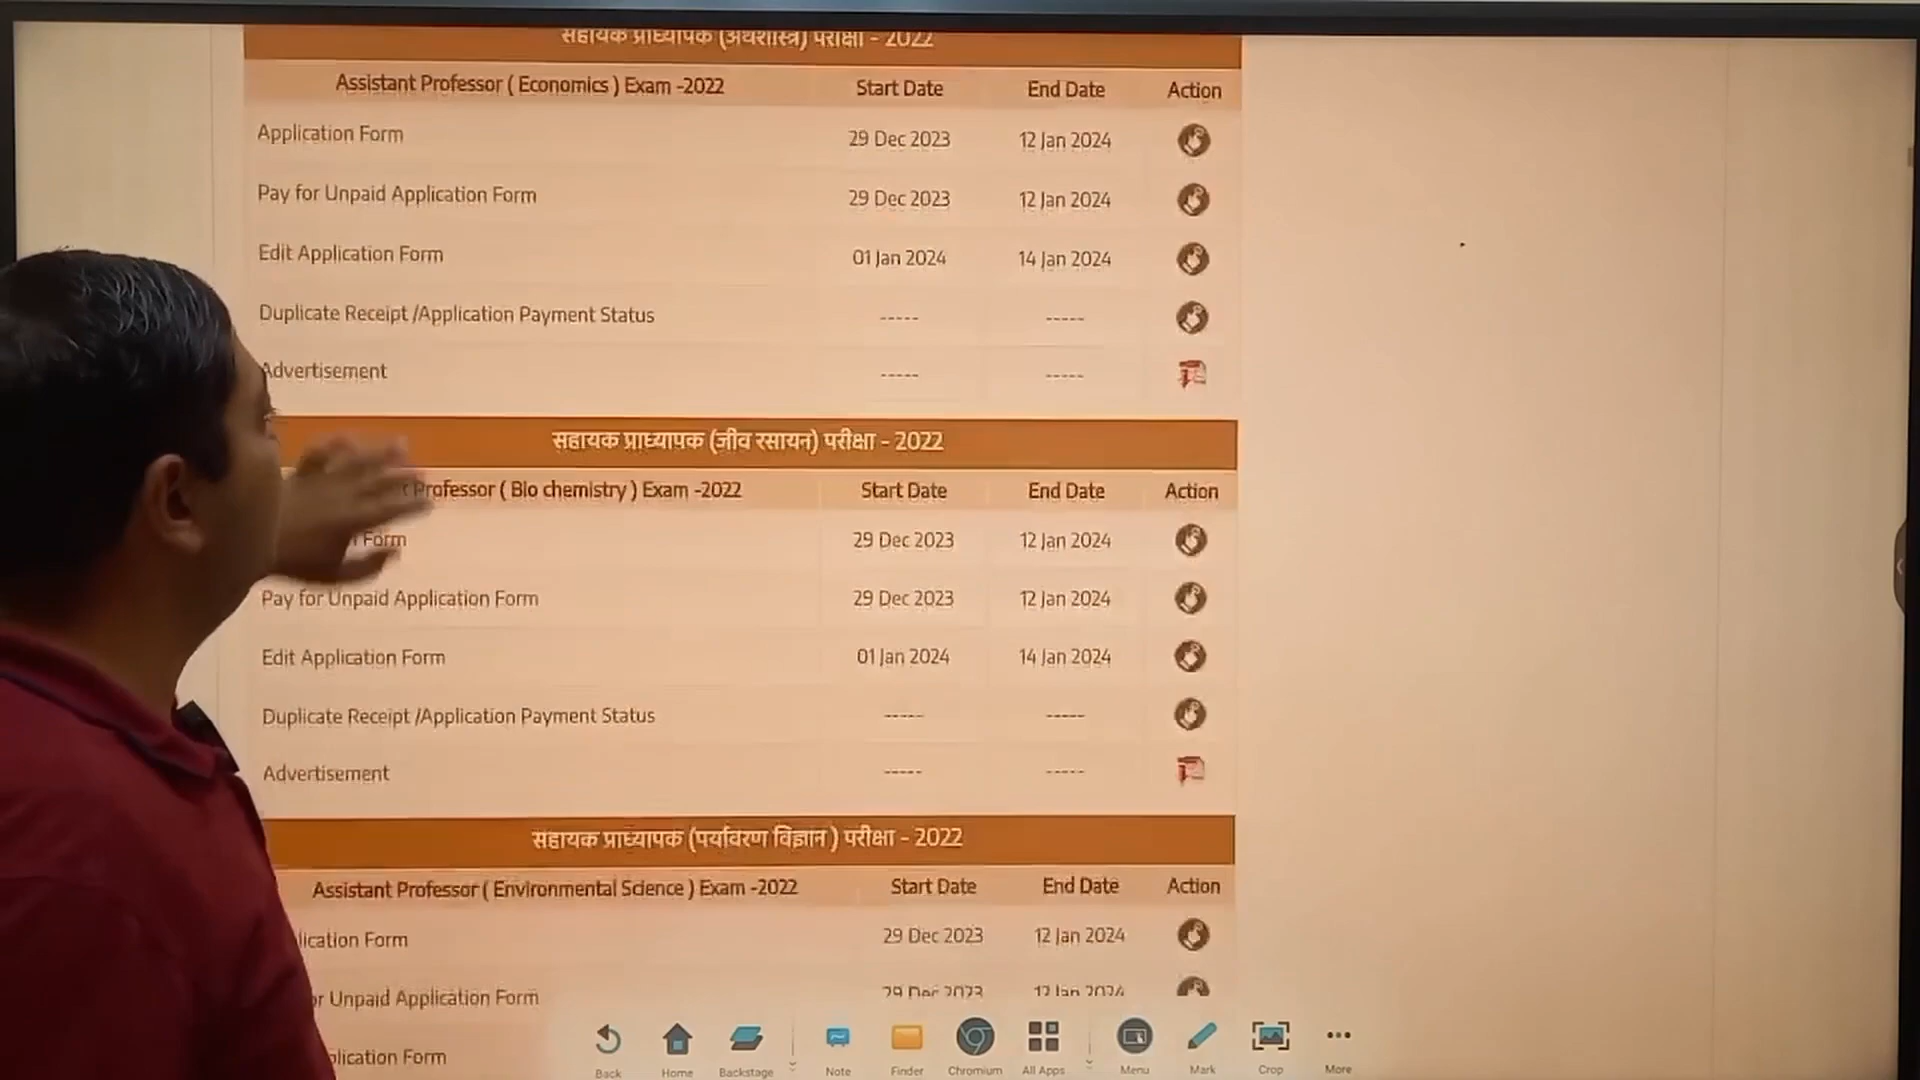 सहायक प्राध्यापक (अर्थशास्त्र) परीक्षा - 2022
Assistant Professor ( Economics ) Exam -2022 Start Date End Date Action
Application Form 29 Dec 2023 12 Jan 2024
Pay for Unpaid Application Form 29 Dec 2023 12 Jan 2024
Edit Application Form 01 Jan 2024 14 Jan 2024
Duplicate Receipt /Application Payment Status ----- -----
Advertisement ----- -----
सहायक प्राध्यापक (जीव रसायन) परीक्षा - 2022
Professor ( Bio chemistry ) Exam -2022 Start Date End Date Action
Form 29 Dec 2023 12 Jan 2024
Pay for Unpaid Application Form 29 Dec 2023 12 Jan 2024
Edit Application Form 01 Jan 2024 14 Jan 2024
Duplicate Receipt /Application Payment Status ----- -----
Advertisement ----- -----
सहायक प्राध्यापक (पर्यावरण विज्ञान ) परीक्षा - 2022
Assistant Professor ( Environmental Science ) Exam -2022 Start Date End Date Action
lication Form 29 Dec 2023 12 Jan 2024
or Unpaid Application Form 29 Dec 2023 12 Jan 2024
plication Form
Back Home Backstage Note Finder Chromium All Apps Menu Mark Crop More